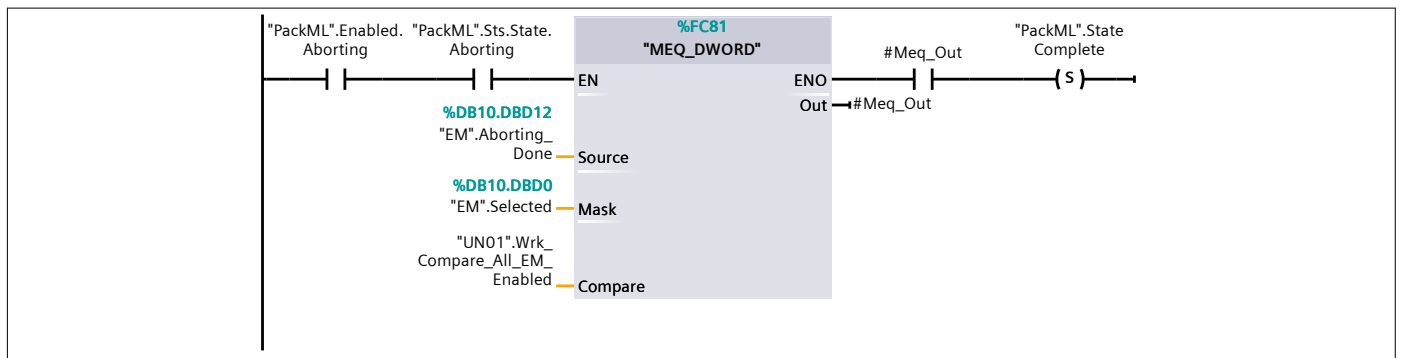 "PackML".Enabled.
Aborting
"PackML".Sts.State.
Aborting
%FC81
"MEQ_DWORD"
"PackML".State
Complete
#Meq_Out
S
EN
ENO
Out
#Meq_Out
%DB10.DBD12
"EM".Aborting_
Done
Source
%DB10.DBD0
"EM".Selected
Mask
"UN01".Wrk_
Compare_All_EM_
Enabled
Compare